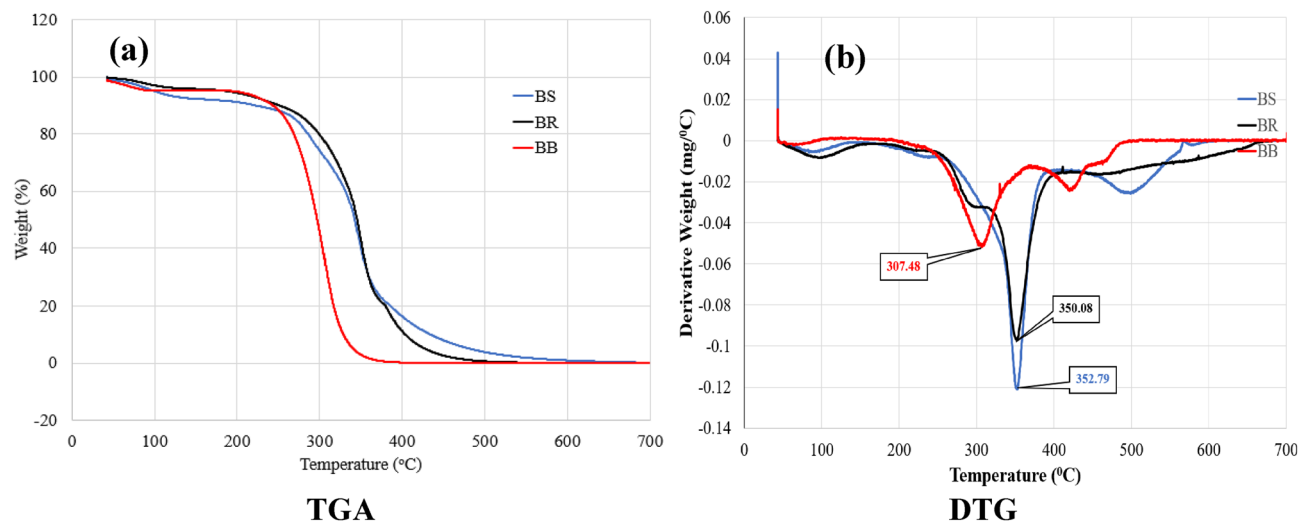 (a)
120
100
80
60
40
20
0
-20
Weight (%)
0 100 200 300 400 500 600 700
Temperature (°C)
BS
BR
BB
TGA
(b)
0.06
0.04
0.02
0
-0.02
-0.04
-0.06
-0.08
-0.1
-0.12
-0.14
Derivative Weight (mg/⁰C)
0 100 200 300 400 500 600 700
Temperature (⁰C)
BS
BR
BB
307.48
350.08
352.79
DTG